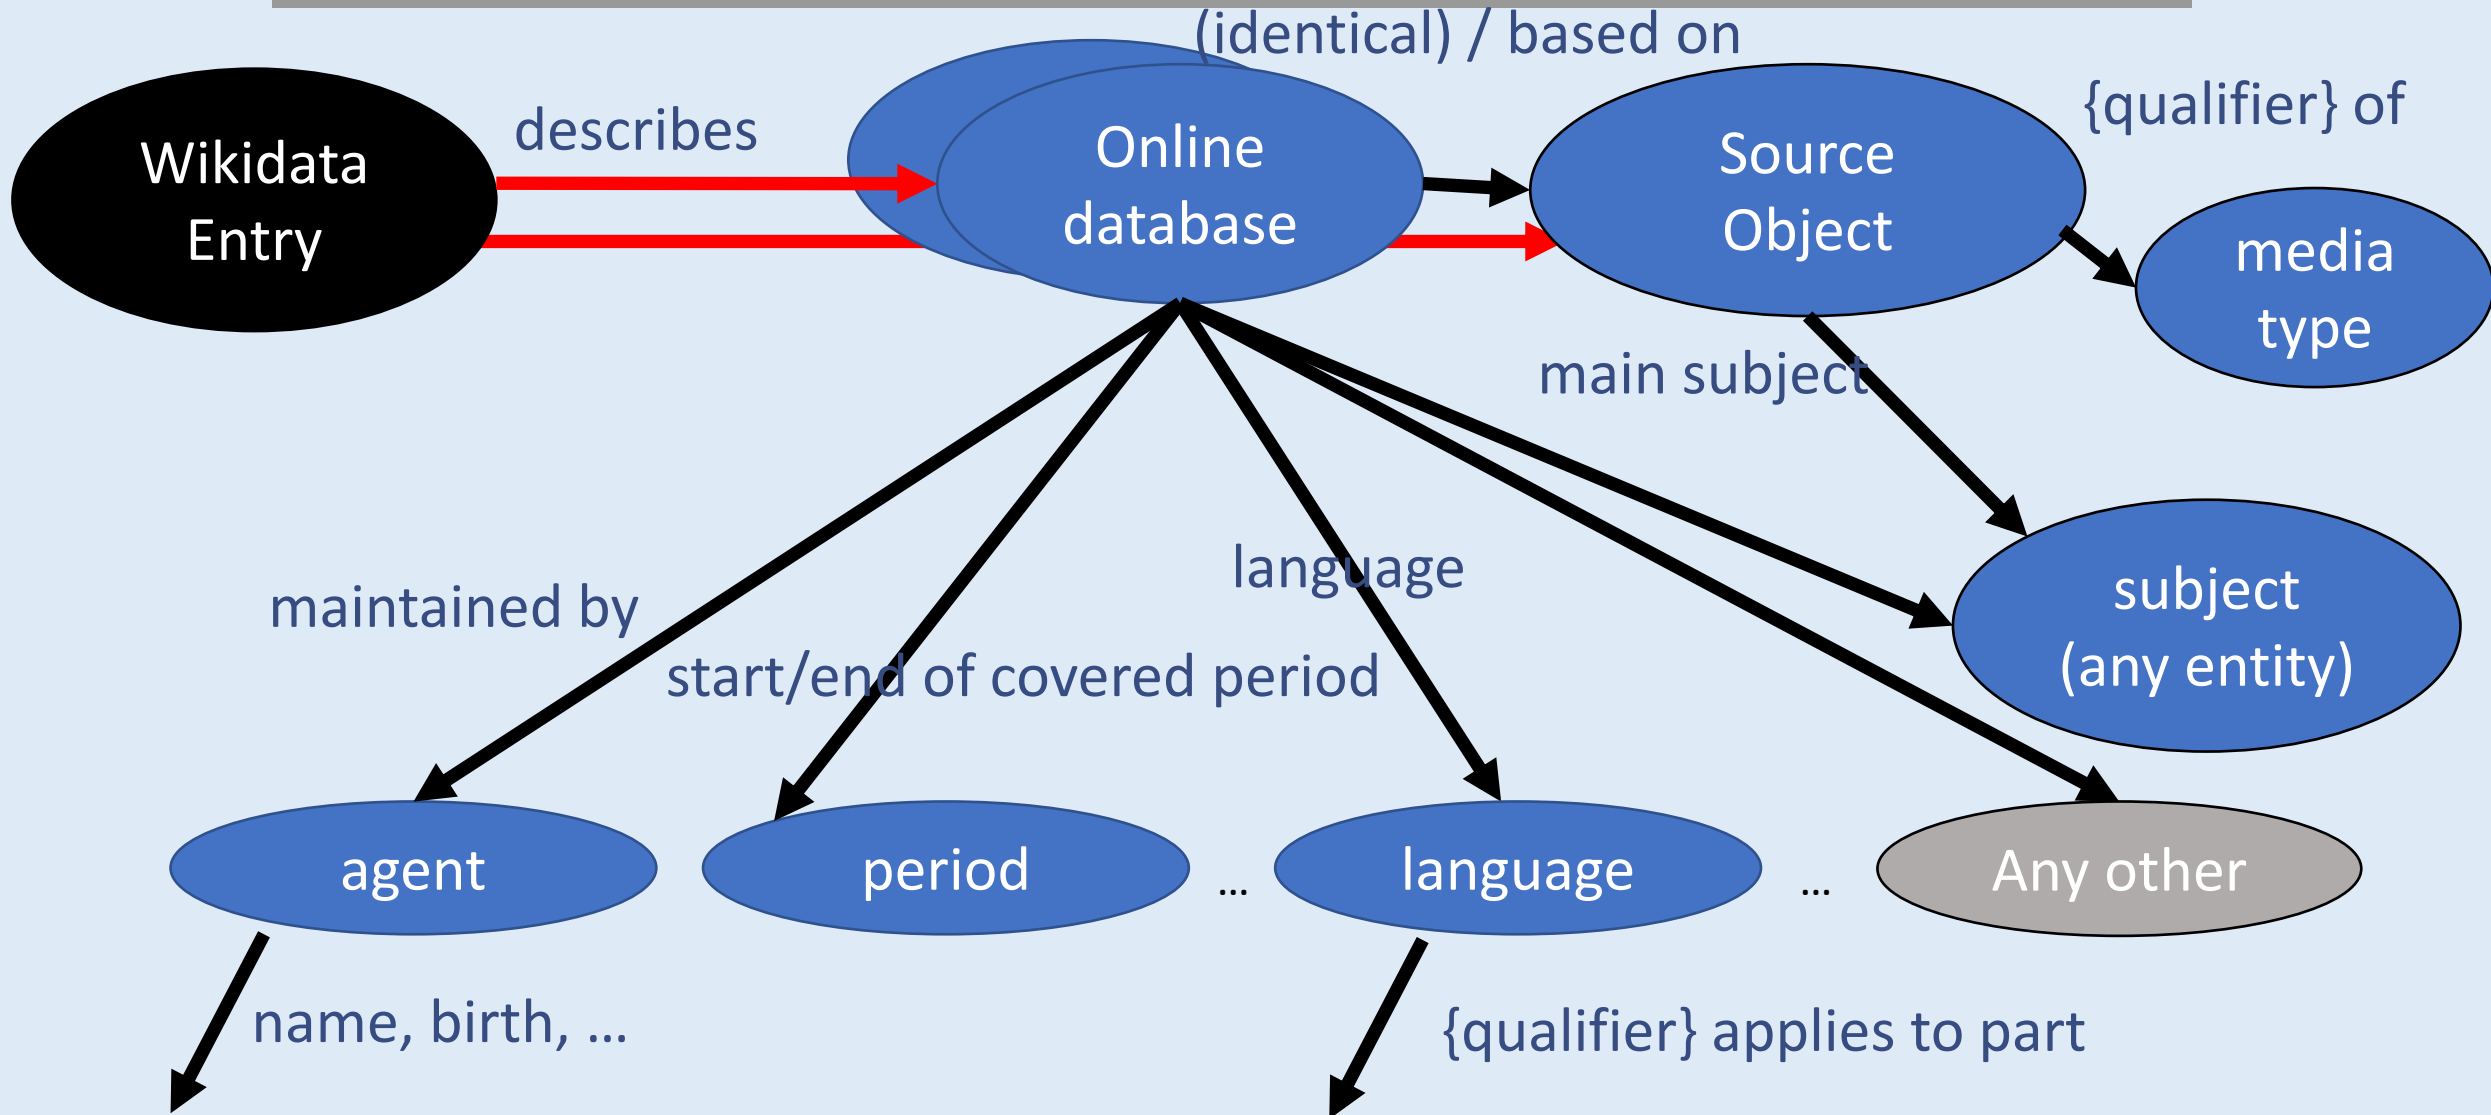 (identical) / based on
{qualifier} of
describes
Wikidata
Entry
Online
database
Source
Object
media
type
main subject
language
maintained by
subject
(any entity)
start/end of covered period
agent
period
...
language
...
Any other
name, birth, ...
{qualifier} applies to part